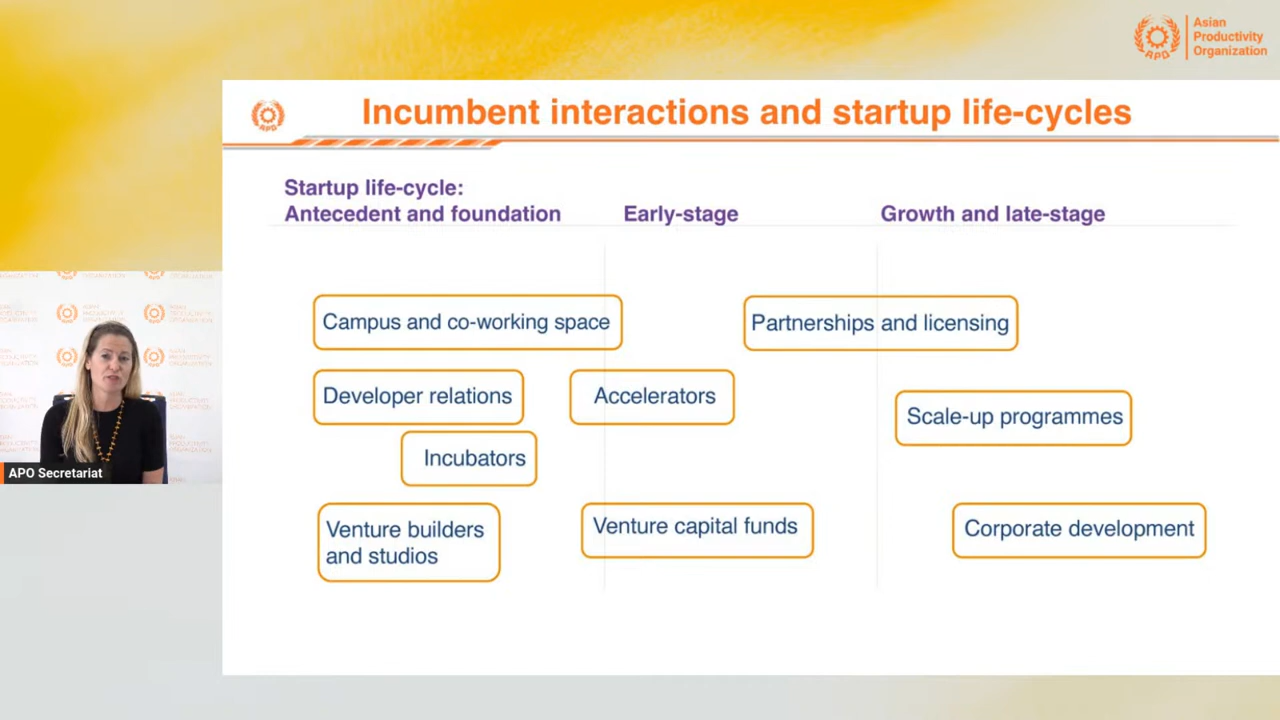 Asian
Productivity
Organization
APO
Incumbent interactions and startup life-cycles
Startup life-cycle:
Antecedent and foundation
Early-stage
Growth and late-stage
Campus and co-working space
Partnerships and licensing
Developer relations
Accelerators
Scale-up programmes
Incubators
Venture builders
and studios
Venture capital funds
Corporate development
APO Secretariat